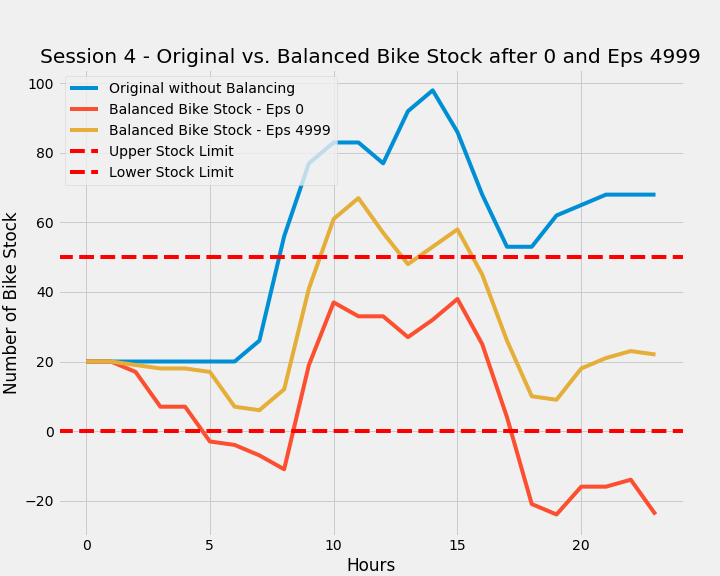 Session 4 - Original vs. Balanced Bike Stock after 0 and Eps 4999
100
80
60
40
20
0
−20
Number of Bike Stock
Original without Balancing
Balanced Bike Stock - Eps 0
Balanced Bike Stock - Eps 4999
Upper Stock Limit
Lower Stock Limit
0 5 10 15 20
Hours